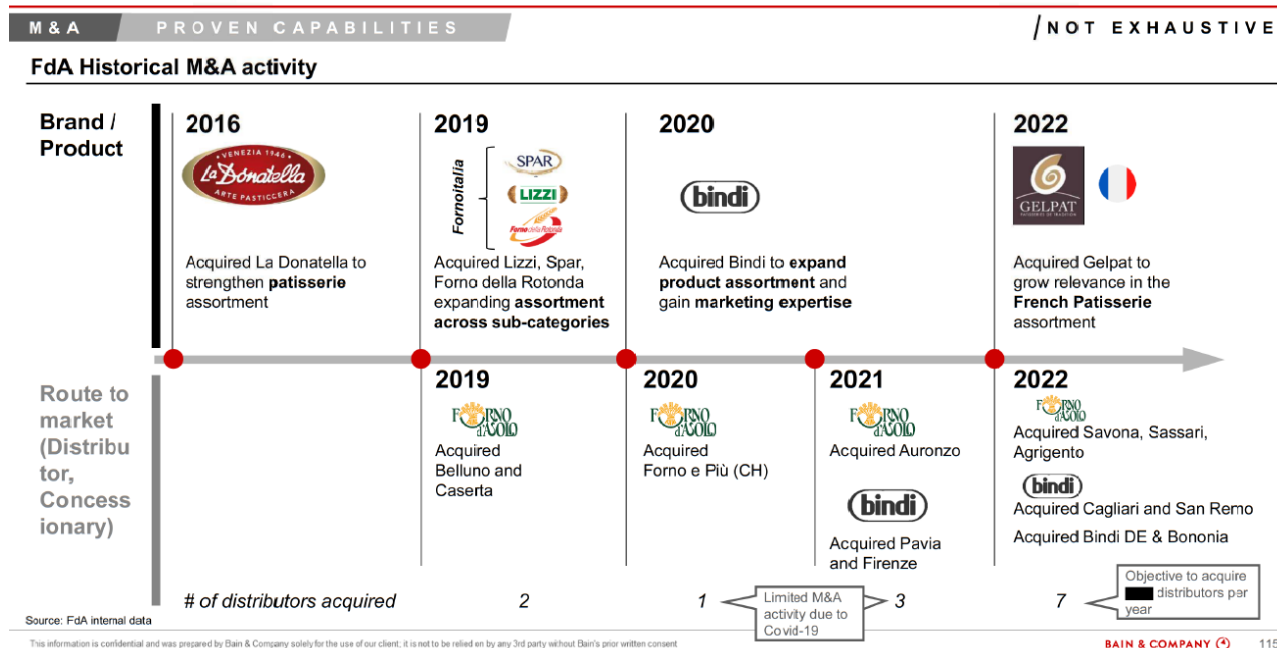 M & A
PROVEN CAPABILITIES
NOT EXHAUSTIVE
FdA Historical M&A activity
Brand /
Product
2016
VENEZIA 1946
La Donatella
ARTE PASTICCERA
Acquired La Donatella to
strengthen patisserie
assortment
2019
Fornoitalia
SPAR
LIZZI
Forno della Rotonda
Acquired Lizzi, Spar,
Forno della Rotonda
expanding assortment
across sub-categories
2020
bindi
Acquired Bindi to expand
product assortment and
gain marketing expertise
2022
GELPAT
PATISSERIE DE TRADITION
Acquired Gelpat to
grow relevance in the
French Patisserie
assortment
Route to
market
(Distribu
tor,
Concess
ionary)
2019
FORNO
d'ASOLO
Acquired
Belluno and
Caserta
2020
FORNO
d'ASOLO
Acquired
Forno e Più (CH)
2021
FORNO
d'ASOLO
Acquired Auronzo
bindi
Acquired Pavia
and Firenze
2022
FORNO
d'ASOLO
Acquired Savona, Sassari,
Agrigento
bindi
Acquired Cagliari and San Remo
Acquired Bindi DE & Bononia
# of distributors acquired
2
1
Limited M&A
activity due to
Covid-19
3
7
Objective to acquire
distributors per
year
Source: FdA internal data
This information is confidential and was prepared by Bain & Company solely for the use of our client; it is not to be relied on by any 3rd party without Bain's prior written consent
BAIN & COMPANY
115